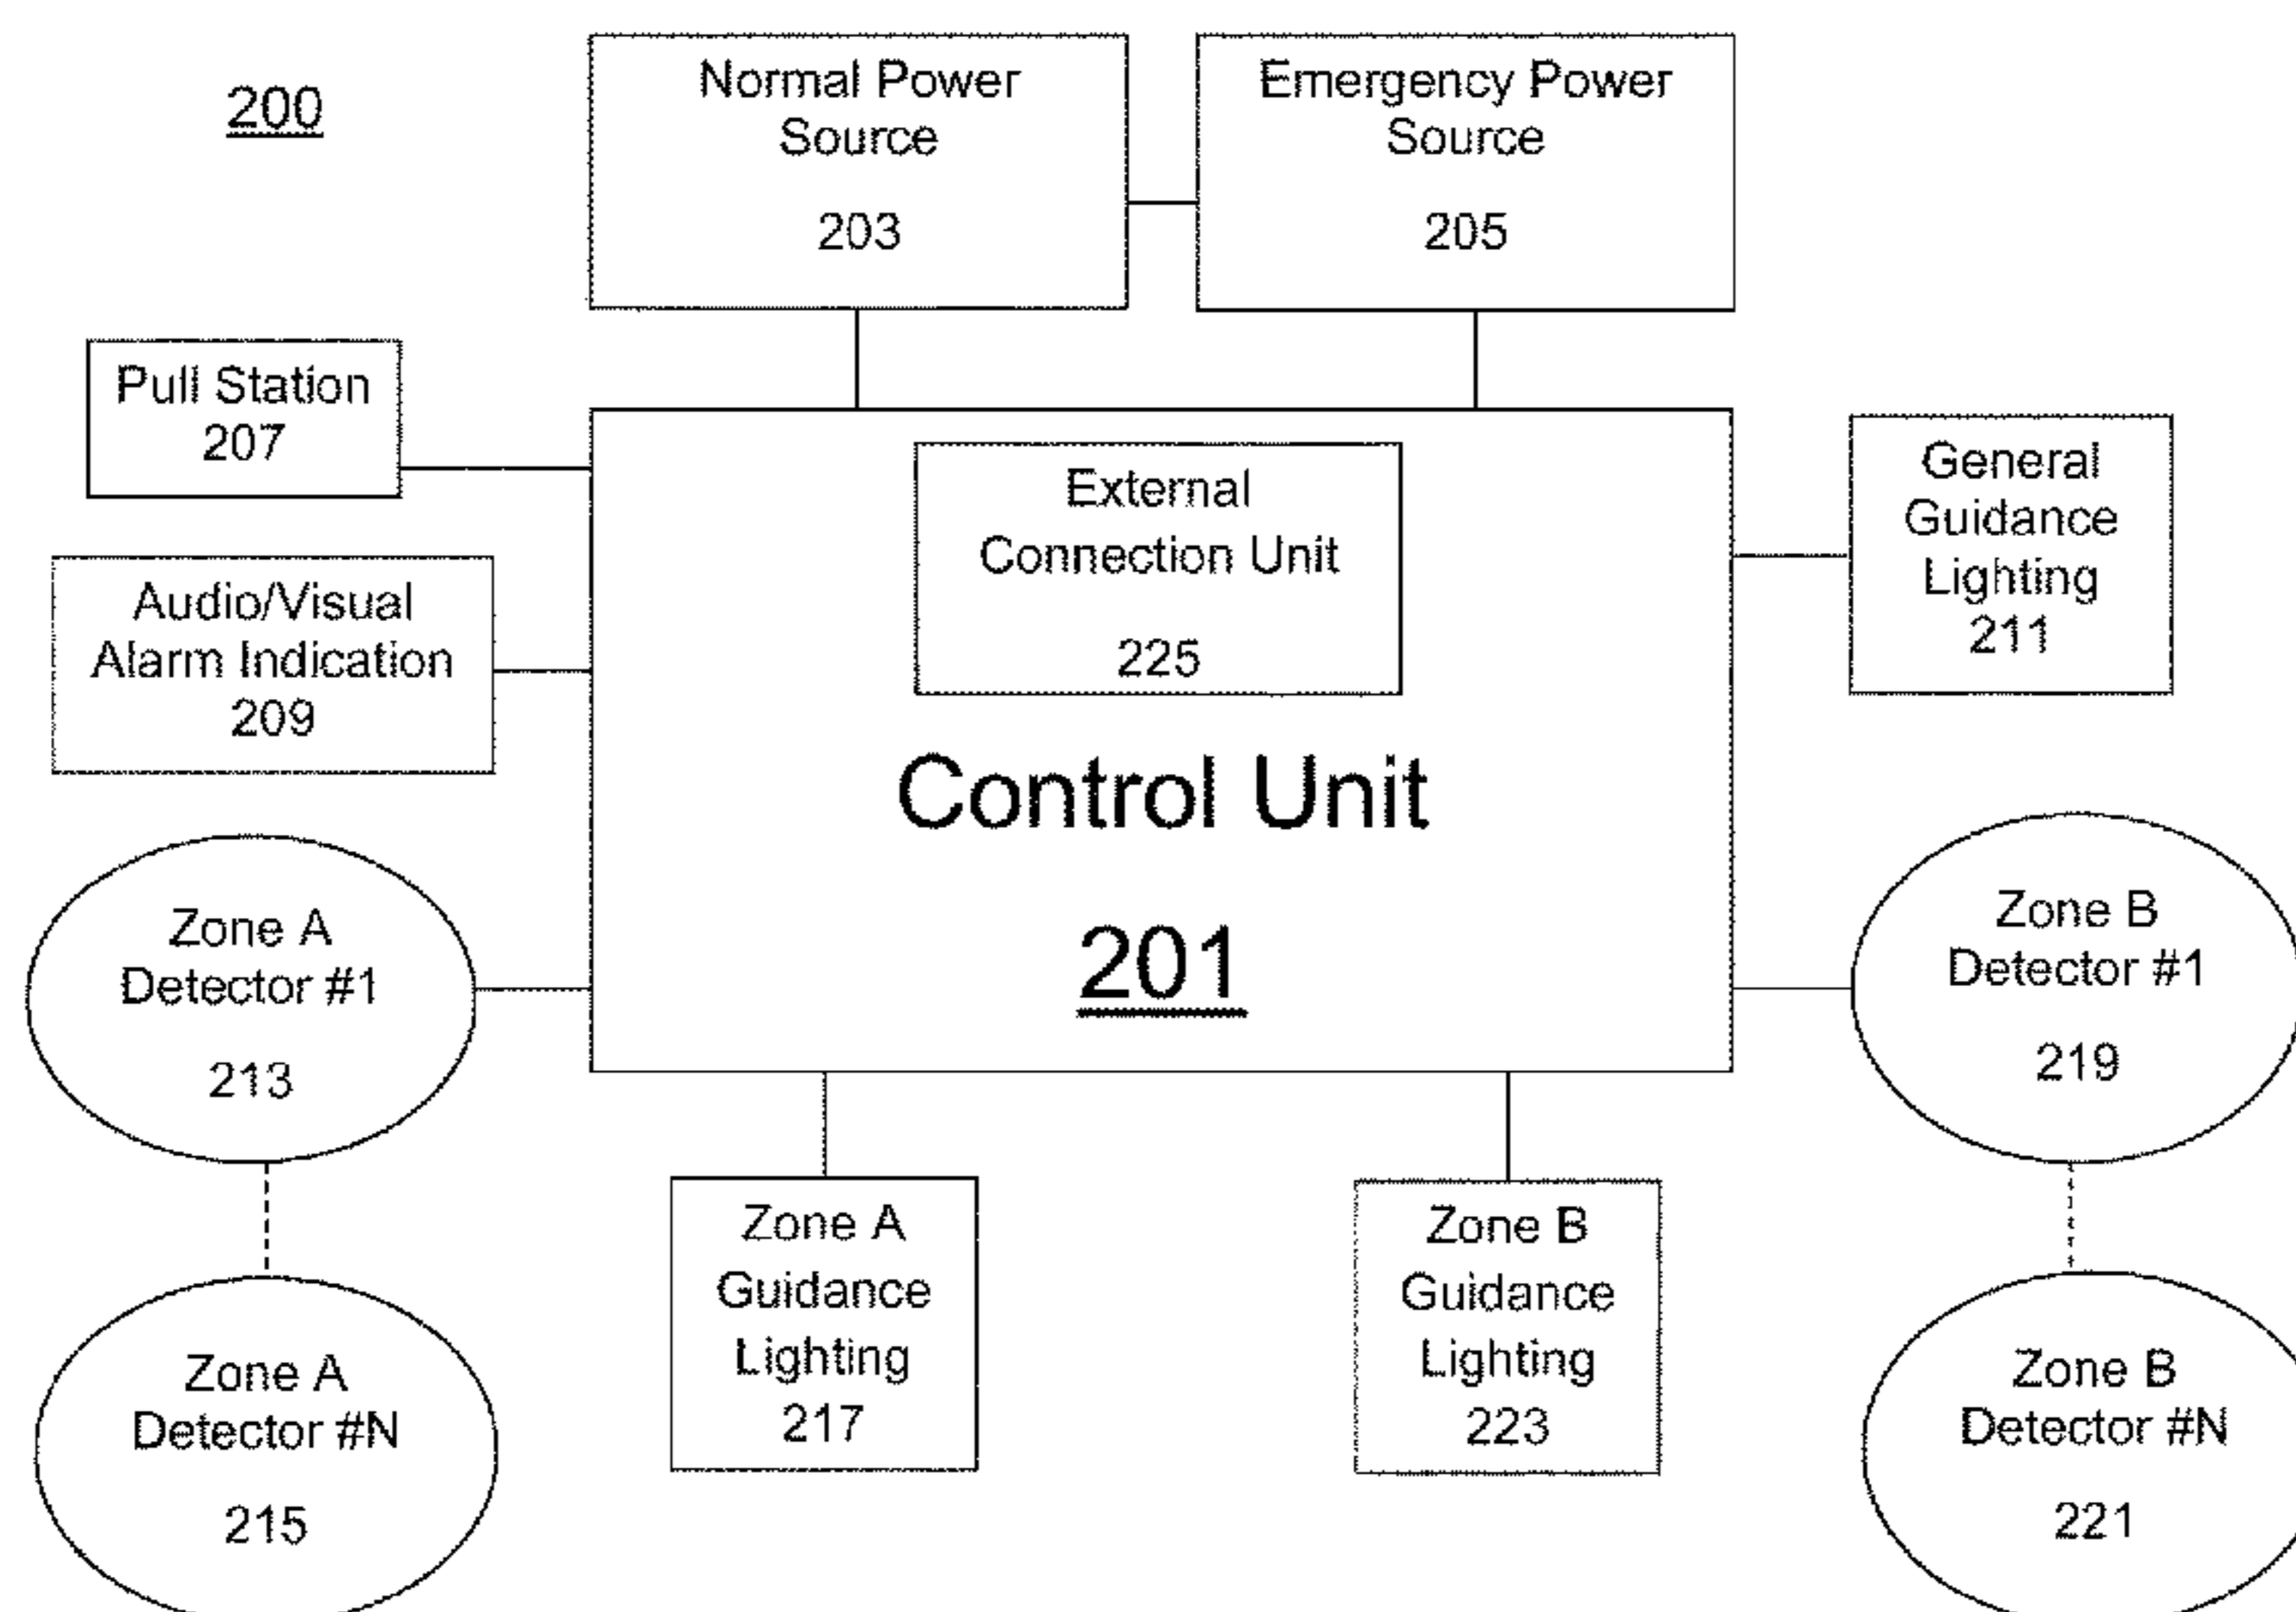 200
Normal Power
Source
203
Emergency Power
Source
205
Pull Station
207
External
Connection Unit
225
General
Guidance
Lighting
211
Audio/Visual
Alarm Indication
209
Control Unit
201
Zone A
Detector #1
213
Zone B
Detector #1
219
Zone A
Guidance
Lighting
217
Zone B
Guidance
Lighting
223
Zone A
Detector #N
215
Zone B
Detector #N
221